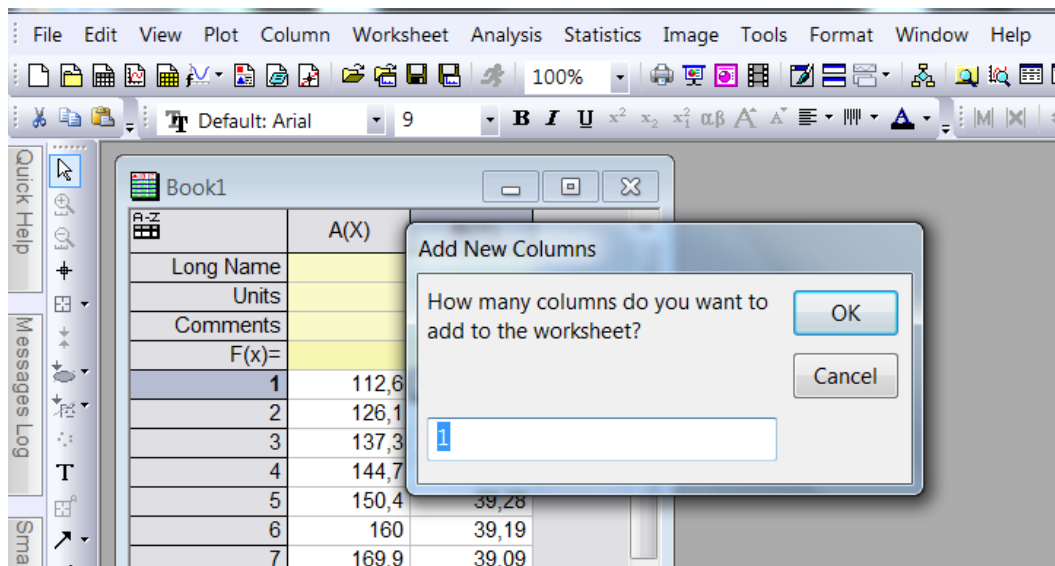 File Edit View Plot Column Worksheet Analysis Statistics Image Tools Format Window Help
100%
Default: Arial 9 B I U x² x₂ αβ A A A
Quick Help
Messages Log
Book1
A(X)
Long Name
Units
Comments
F(x)=
1 112,6
2 126,1
3 137,3
4 144,7
5 150,4 39,28
6 160 39,19
7 169,9 39,09
Add New Columns
How many columns do you want to
add to the worksheet?
OK
Cancel
1
T